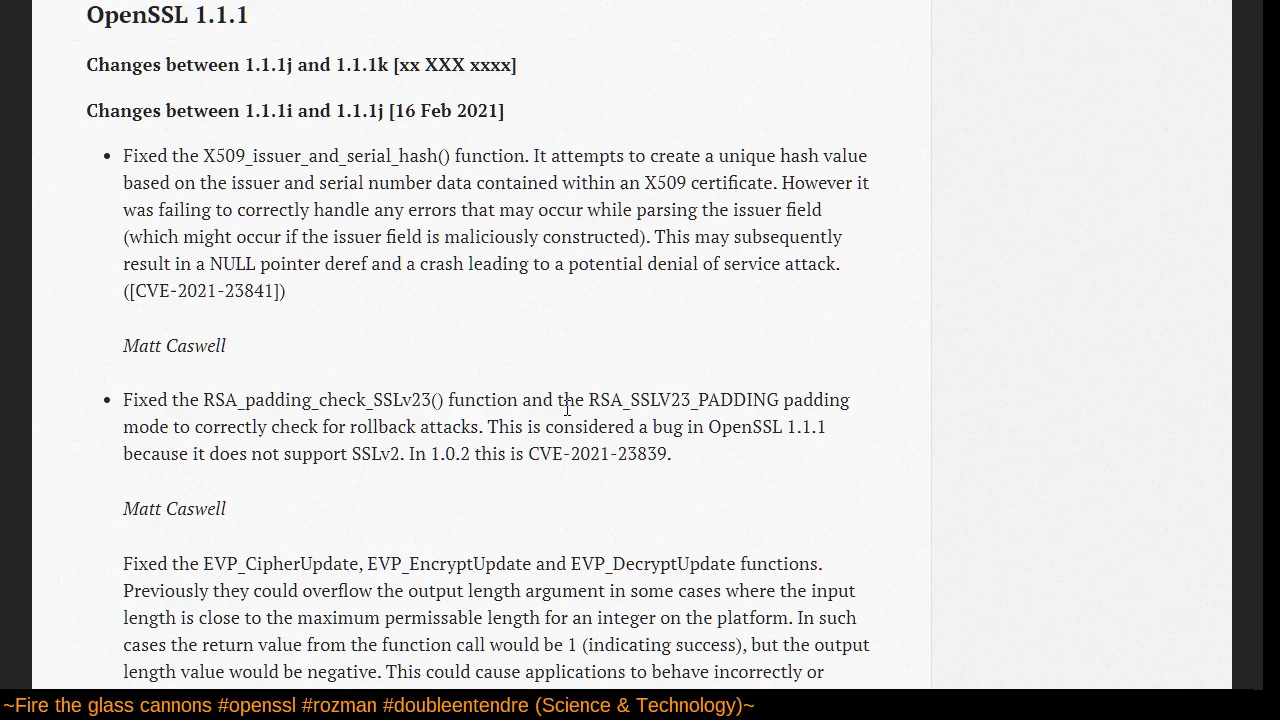 OpenSSL 1.1.1
Changes between 1.1.1j and 1.1.1k [xx XXX xxxx]
Changes between 1.1.1i and 1.1.1j [16 Feb 2021]
• Fixed the X509_issuer_and_serial_hash() function. It attempts to create a unique hash value
based on the issuer and serial number data contained within an X509 certificate. However it
was failing to correctly handle any errors that may occur while parsing the issuer field
(which might occur if the issuer field is maliciously constructed). This may subsequently
result in a NULL pointer deref and a crash leading to a potential denial of service attack.
([CVE-2021-23841])
Matt Caswell
• Fixed the RSA_padding_check_SSLv23() function and the RSA_SSLV23_PADDING padding
mode to correctly check for rollback attacks. This is considered a bug in OpenSSL 1.1.1
because it does not support SSLv2. In 1.0.2 this is CVE-2021-23839.
Matt Caswell
Fixed the EVP_CipherUpdate, EVP_EncryptUpdate and EVP_DecryptUpdate functions.
Previously they could overflow the output length argument in some cases where the input
length is close to the maximum permissable length for an integer on the platform. In such
cases the return value from the function call would be 1 (indicating success), but the output
length value would be negative. This could cause applications to behave incorrectly or
~Fire the glass cannons #openssl #rozman #doubleentendre (Science & Technology)~